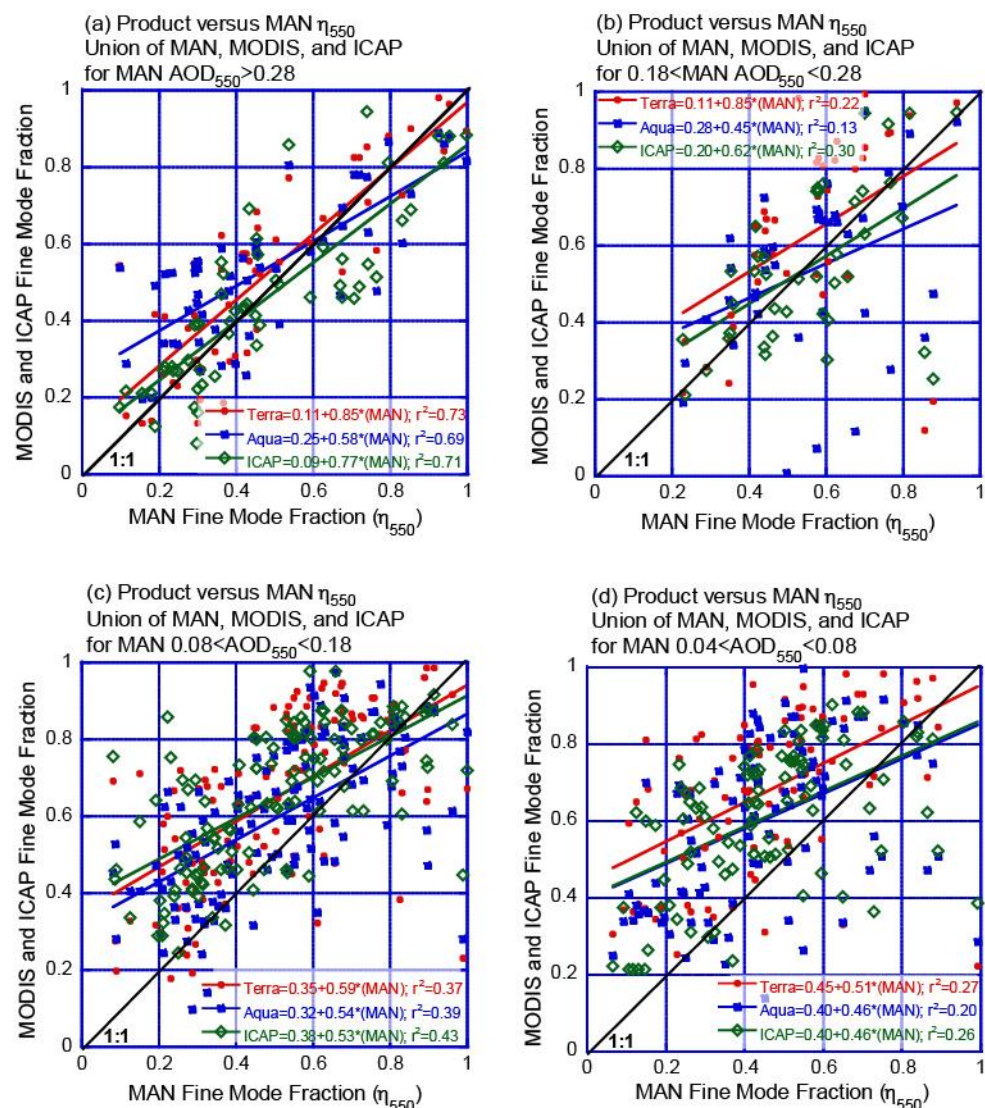 (a) Product versus MAN η550
Union of MAN, MODIS, and ICAP
for MAN AOD550>0.28
MODIS and ICAP Fine Mode Fraction
1
0.8
0.6
0.4
0.2
0
Terra=0.11+0.85*(MAN); r²=0.73
Aqua=0.25+0.58*(MAN); r²=0.69
ICAP=0.09+0.77*(MAN); r²=0.71
1:1
0 0.2 0.4 0.6 0.8 1
MAN Fine Mode Fraction (η550)
(b) Product versus MAN η550
Union of MAN, MODIS, and ICAP
for 0.18<MAN AOD550<0.28
MODIS and ICAP Fine Mode Fraction
1
0.8
0.6
0.4
0.2
0
Terra=0.11+0.85*(MAN); r²=0.22
Aqua=0.28+0.45*(MAN); r²=0.13
ICAP=0.20+0.62*(MAN); r²=0.30
1:1
0 0.2 0.4 0.6 0.8 1
MAN Fine Mode Fraction (η550)
(c) Product versus MAN η550
Union of MAN, MODIS, and ICAP
for MAN 0.08<AOD550<0.18
MODIS and ICAP Fine Mode Fraction
1
0.8
0.6
0.4
0.2
0
Terra=0.35+0.59*(MAN); r²=0.37
Aqua=0.32+0.54*(MAN); r²=0.39
ICAP=0.38+0.53*(MAN); r²=0.43
1:1
0 0.2 0.4 0.6 0.8 1
MAN Fine Mode Fraction (η550)
(d) Product versus MAN η550
Union of MAN, MODIS, and ICAP
for MAN 0.04<AOD550<0.08
MODIS and ICAP Fine Mode Fraction
1
0.8
0.6
0.4
0.2
0
Terra=0.45+0.51*(MAN); r²=0.27
Aqua=0.40+0.46*(MAN); r²=0.20
ICAP=0.40+0.46*(MAN); r²=0.26
1:1
0 0.2 0.4 0.6 0.8 1
MAN Fine Mode Fraction (η550)